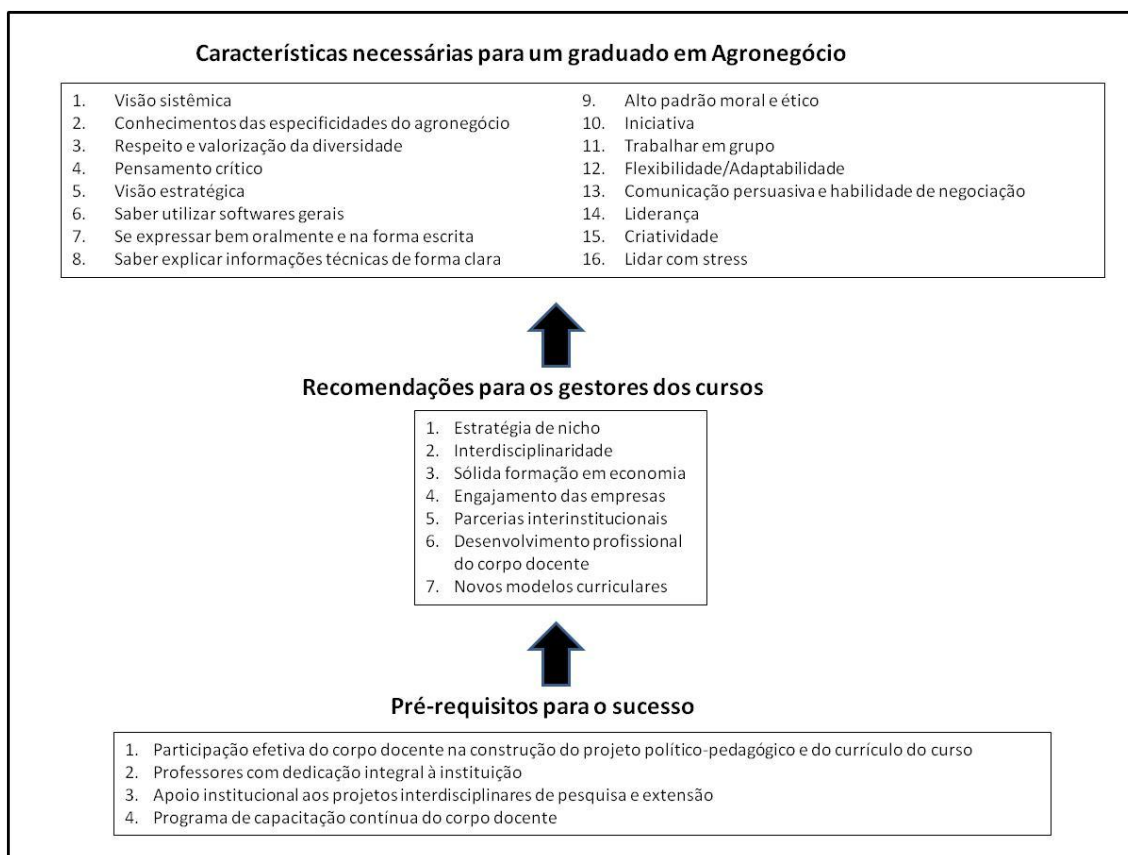 Características necessárias para um graduado em Agronegócio
1. Visão sistêmica
2. Conhecimentos das especificidades do agronegócio
3. Respeito e valorização da diversidade
4. Pensamento crítico
5. Visão estratégica
6. Saber utilizar softwares gerais
7. Se expressar bem oralmente e na forma escrita
8. Saber explicar informações técnicas de forma clara
9. Alto padrão moral e ético
10. Iniciativa
11. Trabalhar em grupo
12. Flexibilidade/Adaptabilidade
13. Comunicação persuasiva e habilidade de negociação
14. Liderança
15. Criatividade
16. Lidar com stress
Recomendações para os gestores dos cursos
1. Estratégia de nicho
2. Interdisciplinaridade
3. Sólida formação em economia
4. Engajamento das empresas
5. Parcerias interinstitucionais
6. Desenvolvimento profissional
do corpo docente
7. Novos modelos curriculares
Pré-requisitos para o sucesso
1. Participação efetiva do corpo docente na construção do projeto político-pedagógico e do currículo do curso
2. Professores com dedicação integral à instituição
3. Apoio institucional aos projetos interdisciplinares de pesquisa e extensão
4. Programa de capacitação contínua do corpo docente